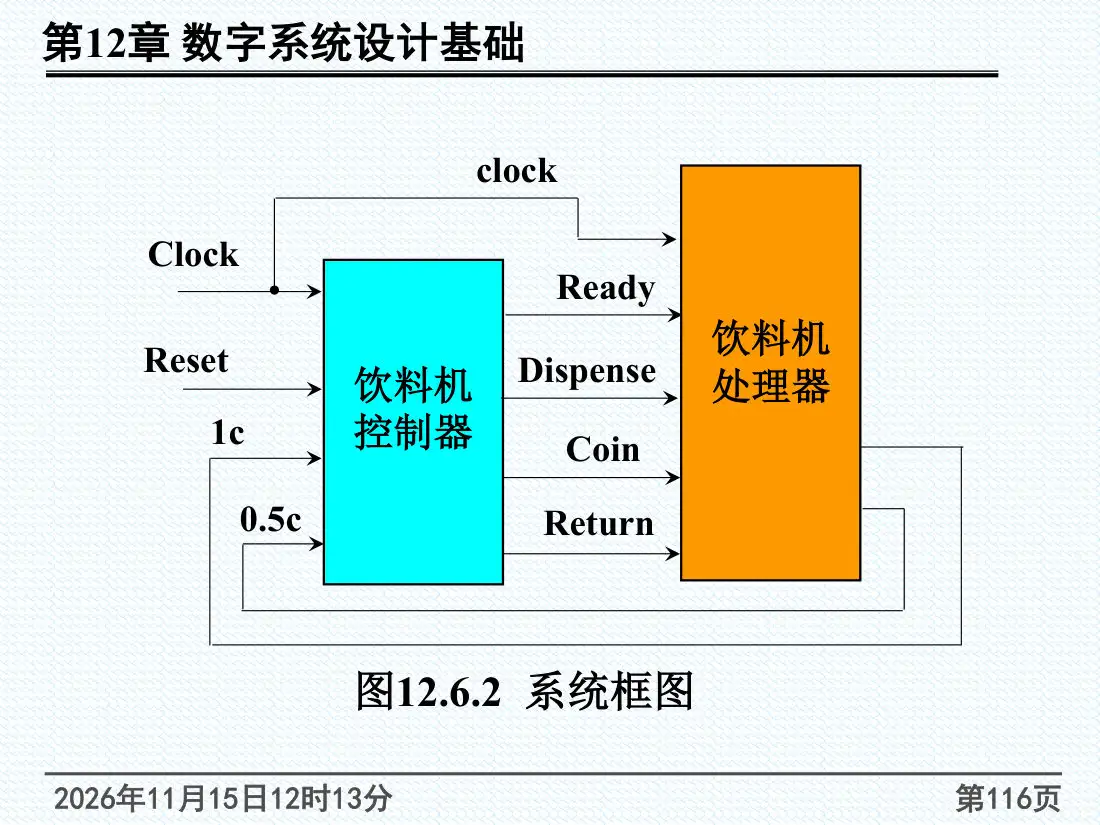 第12章 数字系统设计基础
clock
Clock
Ready
Reset
Dispense
饮料机
控制器
饮料机
处理器
1c
Coin
0.5c
Return
图12.6.2 系统框图
2026年11月15日12时13分
第116页